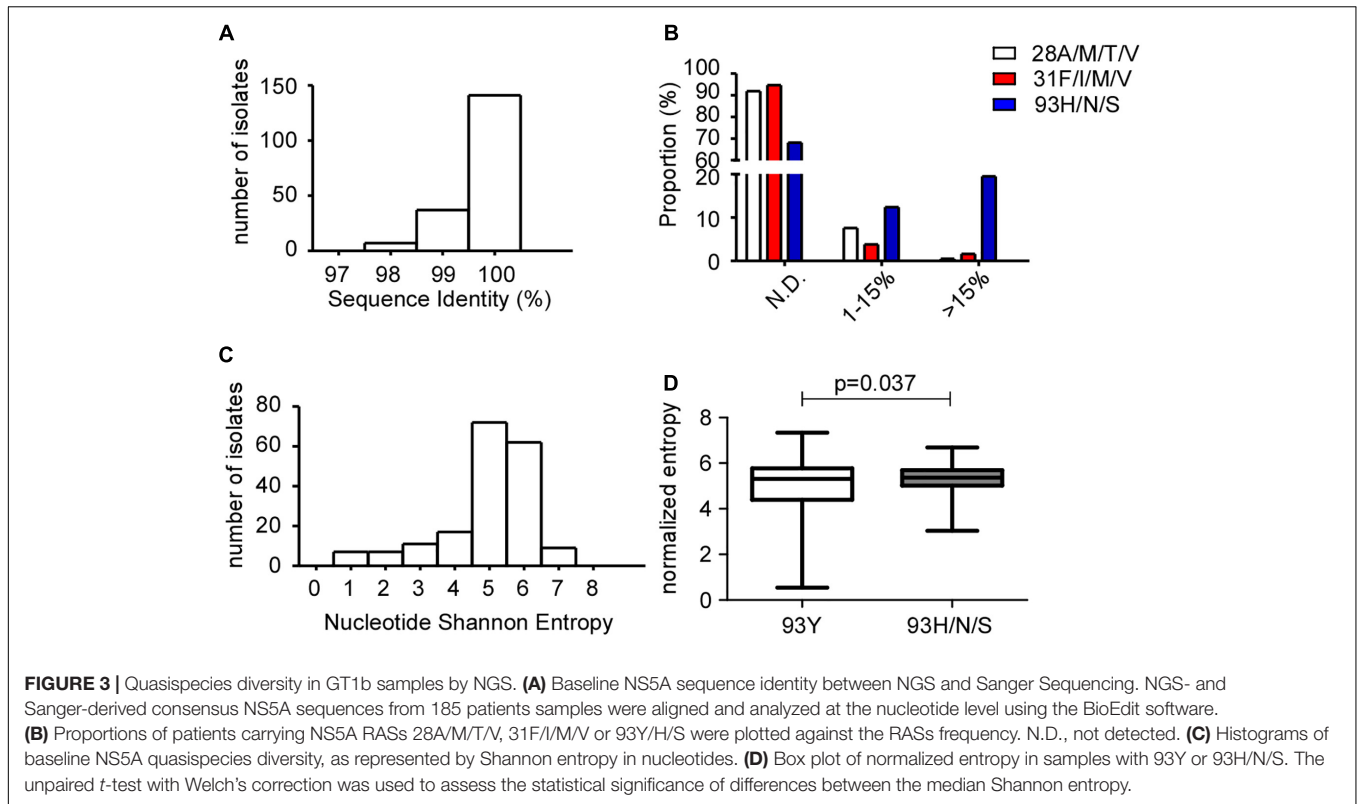 A
150
100
50
0
number of isolates
97 98 99 100
Sequence Identity (%)
B
28A/M/T/V
31F/I/M/V
93H/N/S
100
90
80
70
60
20
10
0
Proportion (%)
N.D. 1-15% >15%
C
80
60
40
20
0
number of isolates
0 1 2 3 4 5 6 7 8
Nucleotide Shannon Entropy
D
p=0.037
8
6
4
2
0
normalized entropy
93Y 93H/N/S
FIGURE 3 | Quasispecies diversity in GT1b samples by NGS. (A) Baseline NS5A sequence identity between NGS and Sanger Sequencing. NGS- and
Sanger-derived consensus NS5A sequences from 185 patients samples were aligned and analyzed at the nucleotide level using the BioEdit software.
(B) Proportions of patients carrying NS5A RASs 28A/M/T/V, 31F/I/M/V or 93Y/H/S were plotted against the RASs frequency. N.D., not detected. (C) Histograms of
baseline NS5A quasispecies diversity, as represented by Shannon entropy in nucleotides. (D) Box plot of normalized entropy in samples with 93Y or 93H/N/S. The
unpaired t-test with Welch's correction was used to assess the statistical significance of differences between the median Shannon entropy.